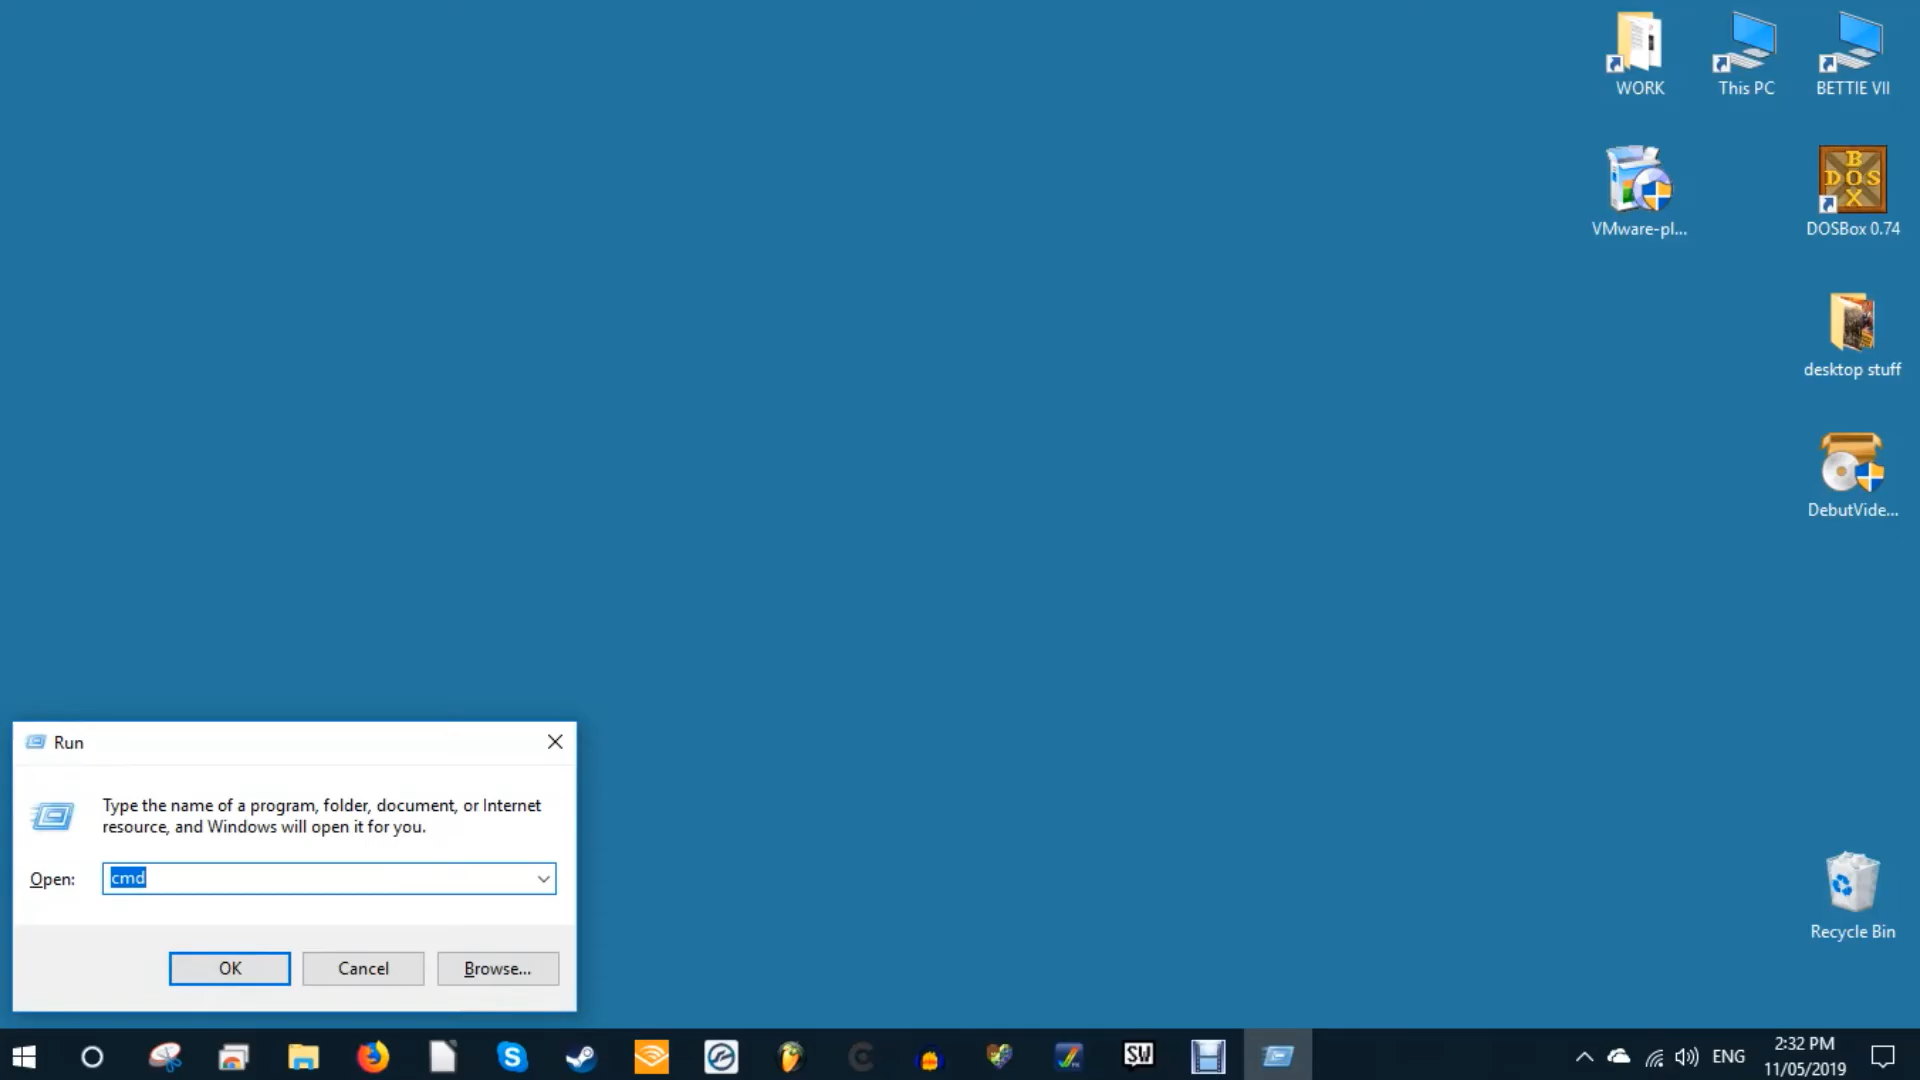 WORK
This PC
BETTIE VII
VMware-pl...
DOSBox 0.74
B
DOS
X
desktop stuff
DebutVide...
Run
Type the name of a program, folder, document, or Internet
resource, and Windows will open it for you.
Open:
cmd
OK
Cancel
Browse...
Recycle Bin
SW
ENG
2:32 PM
11/05/2019